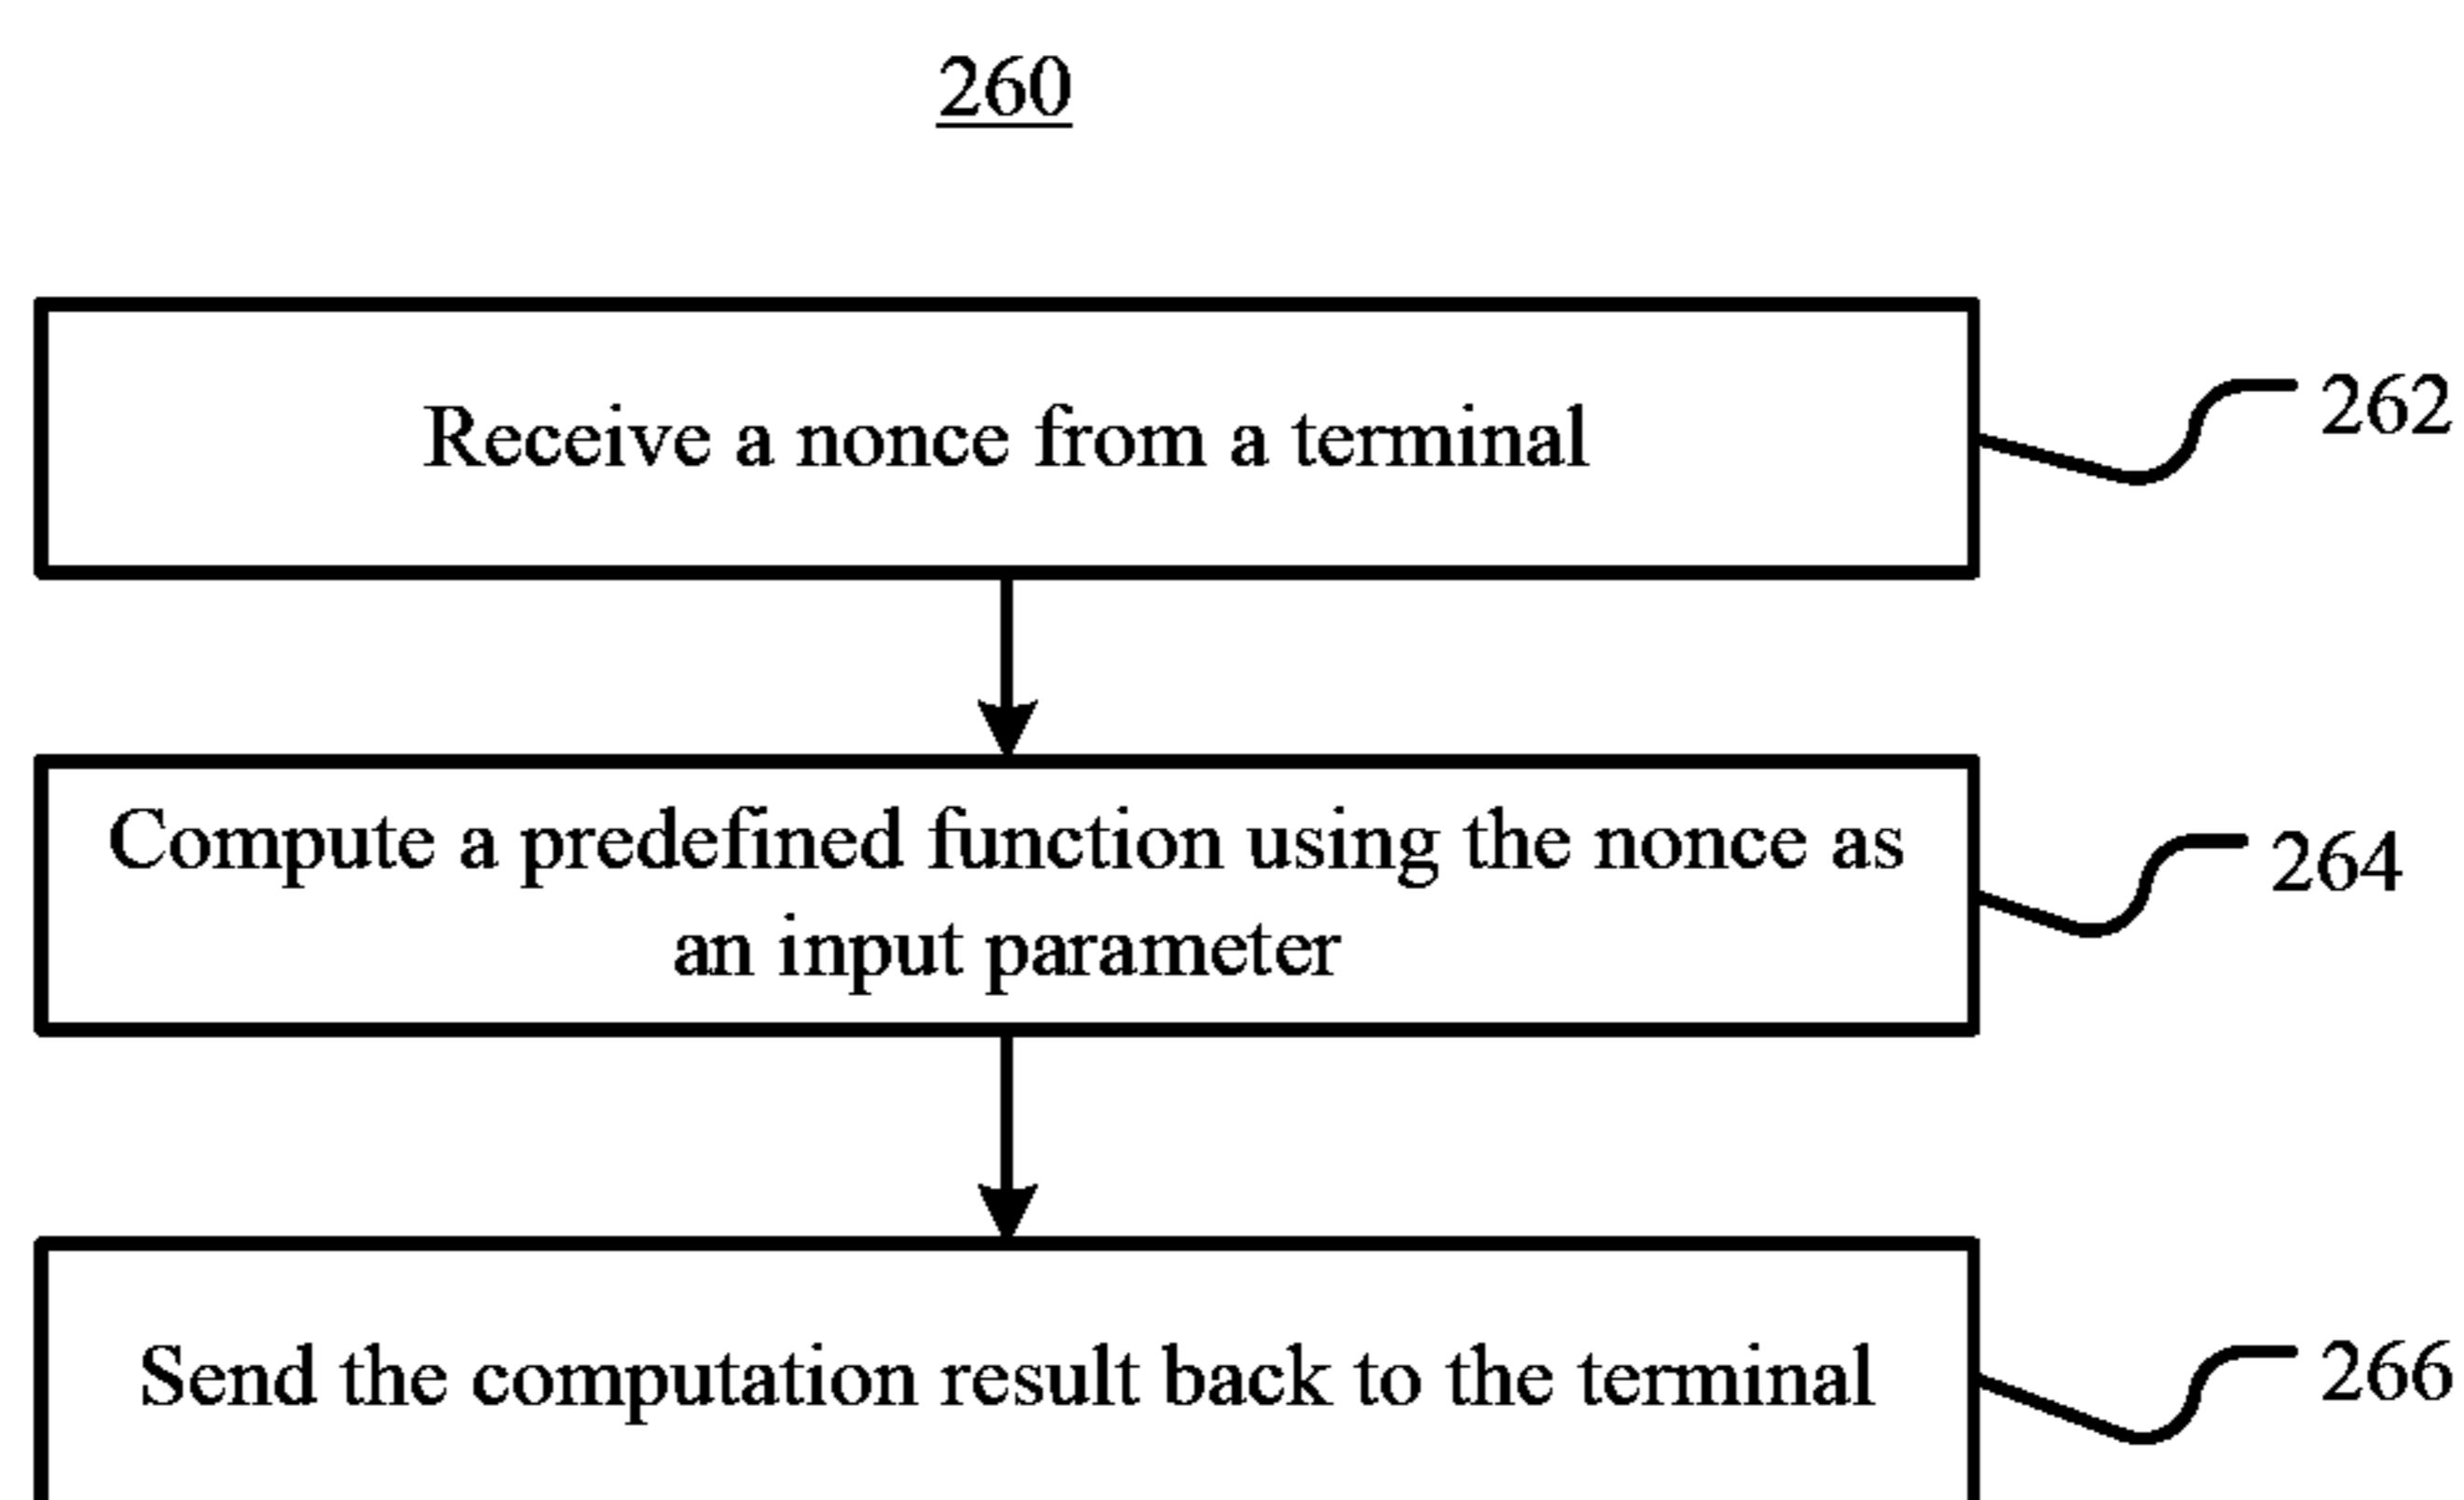 260
Receive a nonce from a terminal
262
Compute a predefined function using the nonce as
an input parameter
264
Send the computation result back to the terminal
266